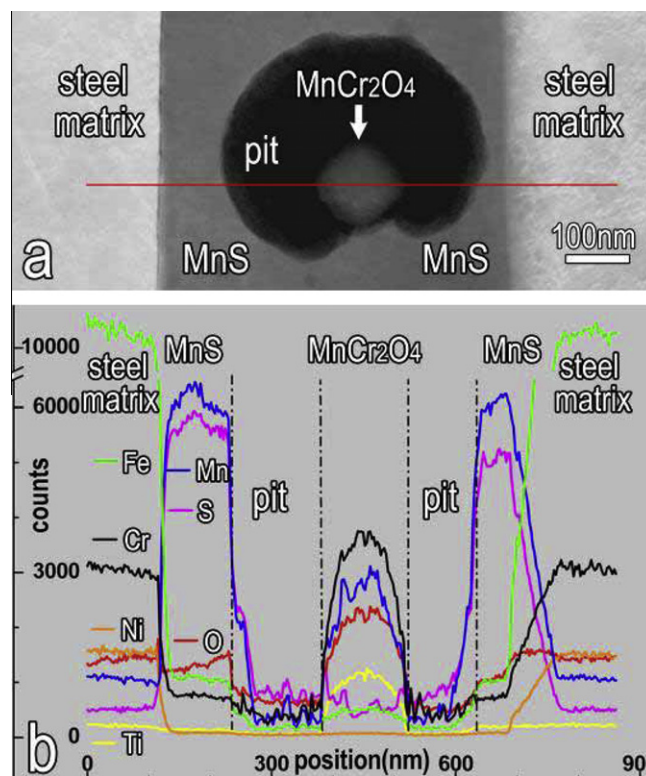 steel
matrix
MnCr2O4
steel
matrix
pit
100nm
a
MnS
MnS
10000
MnS
MnCr2O4
MnS
steel
matrix
steel
matrix
6000
Fe
Mn
pit
pit
S
counts
Cr
3000
Ni
O
0
b
Ti
0
300
position(nm)
600
90